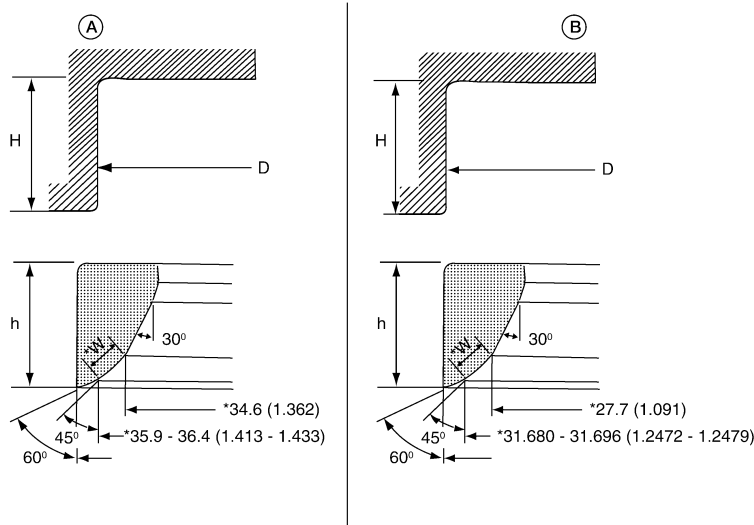 A
H
D
h
*W
30⁰
*34.6 (1.362)
45⁰
*35.9 - 36.4 (1.413 - 1.433)
60⁰
B
H
D
h
*W
30⁰
*27.7 (1.091)
45⁰
*31.680 - 31.696 (1.2472 - 1.2479)
60⁰